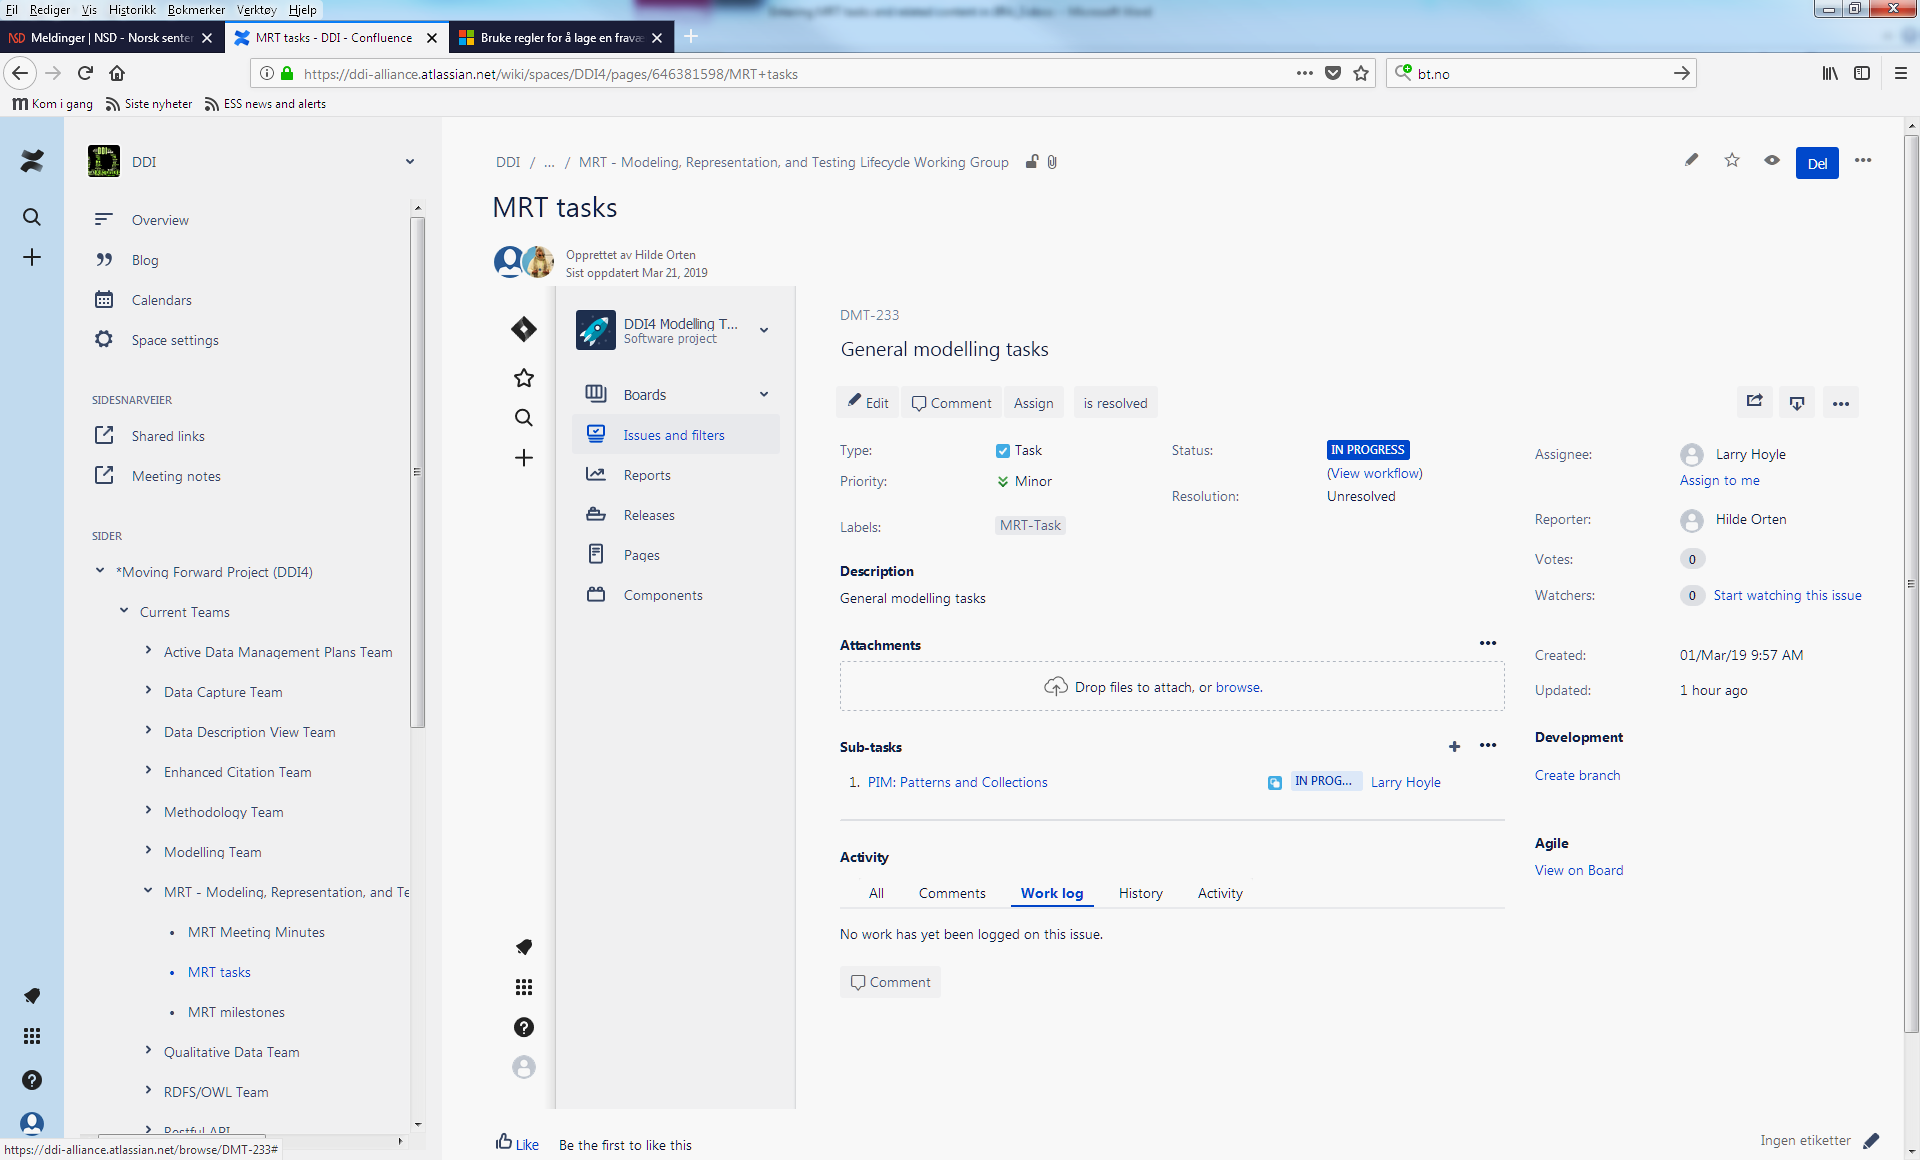 Fil Rediger Vis Historikk Bokmerker Verktøy Hjelp
Meldinger | NSD - Norsk senter
MRT tasks - DDI - Confluence
Bruke regler for å lage en fravæ
https://ddi-alliance.atlassian.net/wiki/spaces/DDI4/pages/646381598/MRT+tasks
bt.no
Kom i gang
Siste nyheter
ESS news and alerts
DDI
Overview
Blog
Calendars
Space settings
SIDESNARVEIER
Shared links
Meeting notes
SIDER
*Moving Forward Project (DDI4)
Current Teams
Active Data Management Plans Team
Data Capture Team
Data Description View Team
Enhanced Citation Team
Methodology Team
Modelling Team
MRT - Modeling, Representation, and Te
• MRT Meeting Minutes
• MRT tasks
• MRT milestones
Qualitative Data Team
RDFS/OWL Team
Restful API
https://ddi-alliance.atlassian.net/browse/DMT-233#
DDI / ... / MRT - Modeling, Representation, and Testing Lifecycle Working Group
Del
MRT tasks
Opprettet av Hilde Orten
Sist oppdatert Mar 21, 2019
DDI4 Modelling T...
Software project
Boards
Issues and filters
Reports
Releases
Pages
Components
DMT-233
General modelling tasks
Edit
Comment
Assign
is resolved
Type: Task
Priority: Minor
Labels: MRT-Task
Status: IN PROGRESS
(View workflow)
Resolution: Unresolved
Description
General modelling tasks
Attachments
Drop files to attach, or browse.
Sub-tasks
1. PIM: Patterns and Collections IN PROG... Larry Hoyle
Activity
All Comments Work log History Activity
No work has yet been logged on this issue.
Comment
Assignee: Larry Hoyle
Assign to me
Reporter: Hilde Orten
Votes: 0
Watchers: 0 Start watching this issue
Created: 01/Mar/19 9:57 AM
Updated: 1 hour ago
Development
Create branch
Agile
View on Board
Like Be the first to like this
Ingen etiketter